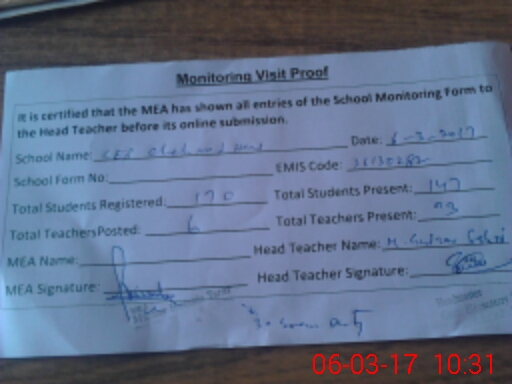 Monitoring Visit Proof
It is certified that the MEA has shown all entries of the School Monitoring Form to
the Head Teacher before its online submission.
School Name: Date: 6-3-2017
School Form No: EMIS Code:
Total Students Registered: 170 Total Students Present: 147
Total TeachersPosted: 6 Total Teachers Present: 03
MEA Name: Head Teacher Name: M.
MEA Signature: Head Teacher Signature:
06-03-17 10:31